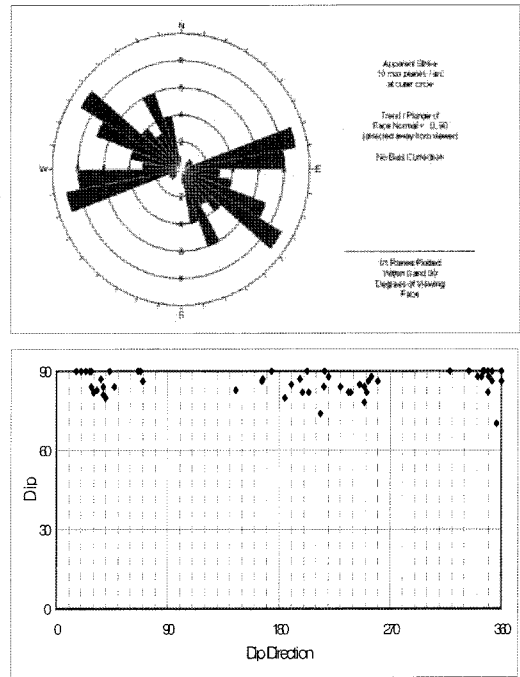 N
Apparent Strike
10 max planes / arc
at outer circle
Trend / Plunge of
Face Normal = 0, 90
(directed away from viewer)
No Bias Correction
W
E
61 Planes Plotted
Within 0 and 90
Degrees of Viewing
Face
S
90
60
30
0
Dip
0
90
180
270
360
Dip Direction